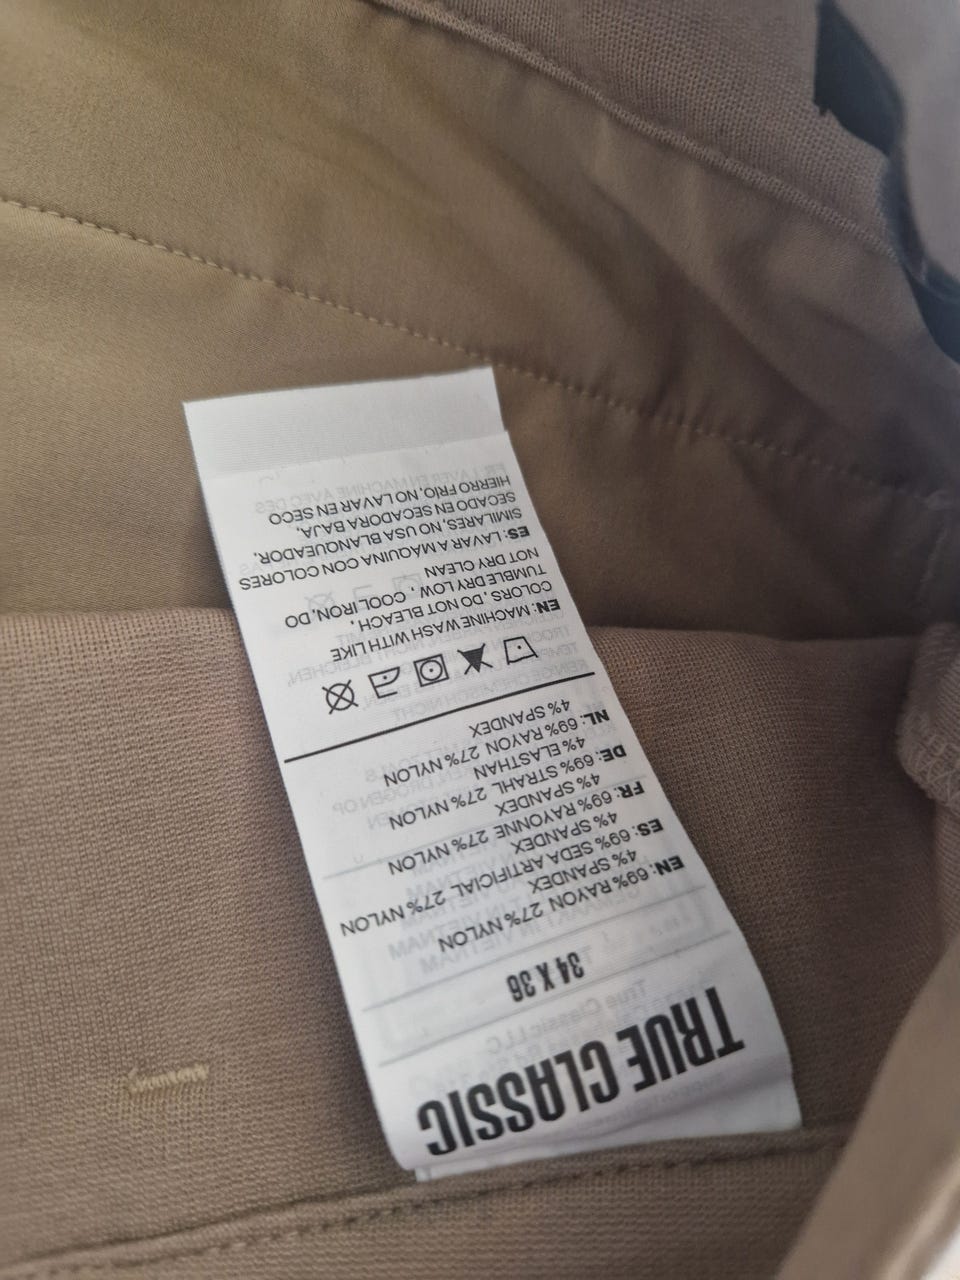 TRUE CLASSIC
34 X 36
EN: 69% RAYON 27% NYLON
4% SPANDEX
ES: 69% SEDA ARTIFICIAL 27% NYLON
4% SPANDEX
FR: 69% RAYONNE 27% NYLON
4% SPANDEX
DE: 69% STRAHL 27% NYLON
4% ELASTHAN
NL: 69% RAYON 27% NYLON
4% SPANDEX
EN: MACHINE WASH WITH LIKE
COLORS, DO NOT BLEACH,
TUMBLE DRY LOW, COOL IRON, DO
NOT DRY CLEAN
ES: LAVAR A MAQUINA CON COLORES
SIMILARES, NO USA BLANQUEADOR,
SECADO EN SECADORA BAJA,
HIERRO FRIO, NO LAVAR EN SECO